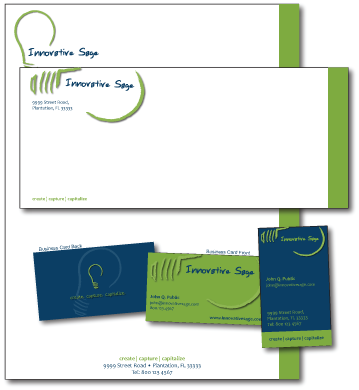 Innovative Sage
Innovative Sage
9999 Street Road,
Plantation, FL 33333
create | capture | capitalize
Business Card Back
create capture capitalize
Business Card Front
Innovative Sage
John Q. Public
john@innovativesage.com
www.innovativesage.com
Innovative Sage
John Q. Public
john@innovativesage.com
9999 Street Road,
Plantation, FL 33333
Tel: 800 123 4567
create | capture | capitalize
create | capture | capitalize
9999 Street Road • Plantation, FL 33333
Tel: 800 123 4567